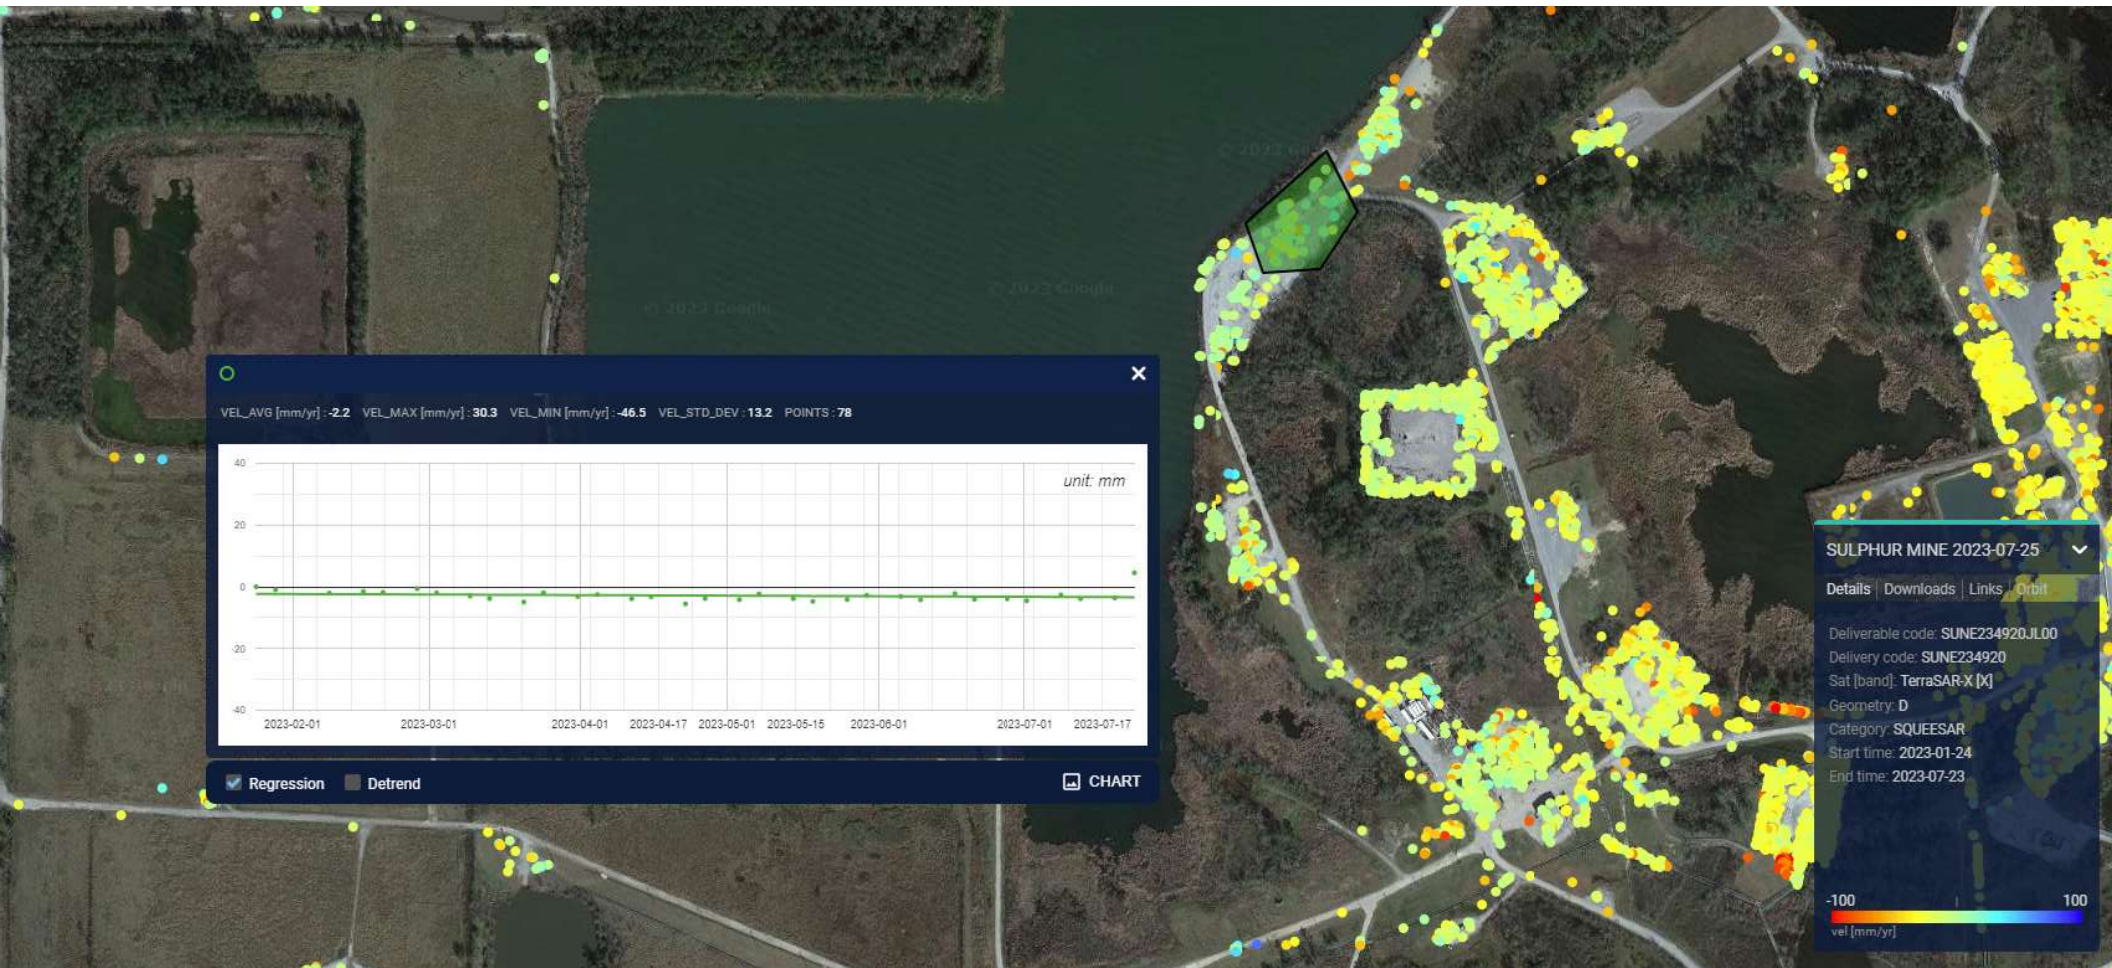 © 2023 Google
© 2023 Google
VEL_AVG [mm/yr] : -2.2 VEL_MAX [mm/yr] : 30.3 VEL_MIN [mm/yr] : -46.5 VEL_STD_DEV : 13.2 POINTS : 78
unit: mm
40
20
0
-20
-40
2023-02-01 2023-03-01 2023-04-01 2023-04-17 2023-05-01 2023-05-15 2023-06-01 2023-07-01 2023-07-17
Regression Detrend CHART
SULPHUR MINE 2023-07-25
Details | Downloads | Links | Orbit
Deliverable code: SUNE234920JL00
Delivery code: SUNE234920
Sat [band]: TerraSAR-X [X]
Geometry: D
Category: SQUEESAR
Start time: 2023-01-24
End time: 2023-07-23
-100 100
vel [mm/yr]